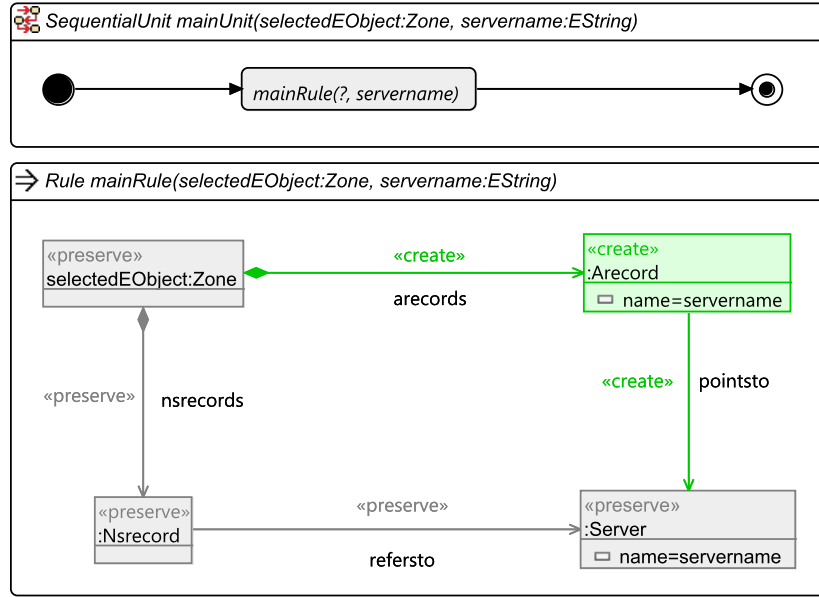 SequentialUnit mainUnit(selectedEObject:Zone, servername:EString)
mainRule(?, servername)
Rule mainRule(selectedEObject:Zone, servername:EString)
«preserve»
selectedEObject:Zone
«create»
arecords
«create»
:Arecord
name=servername
«preserve»
nsrecords
«create»
pointsto
«preserve»
:Nsrecord
«preserve»
refersto
«preserve»
:Server
name=servername